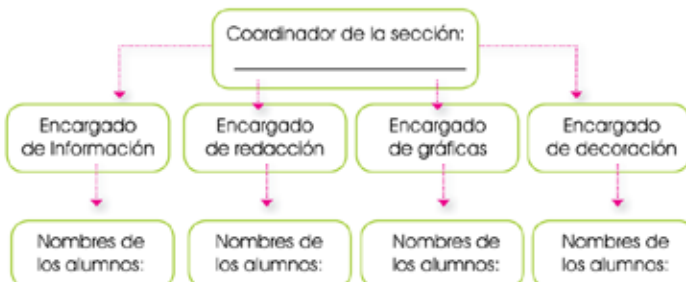 Coordinador de la sección:
Encargado
de Información
Encargado
de redacción
Encargado
de gráficas
Encargado
de decoración
Nombres de
los alumnos:
Nombres de
los alumnos:
Nombres de
los alumnos:
Nombres de
los alumnos: